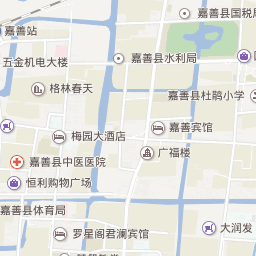 嘉善县国税局
嘉善站
嘉善县水利局
五金机电大楼
格林春天
嘉善县杜鹃小学
嘉善宾馆
梅园大酒店
广福楼
嘉善县中医医院
恒利购物广场
嘉善县体育局
大润发
罗星阁君澜宾馆